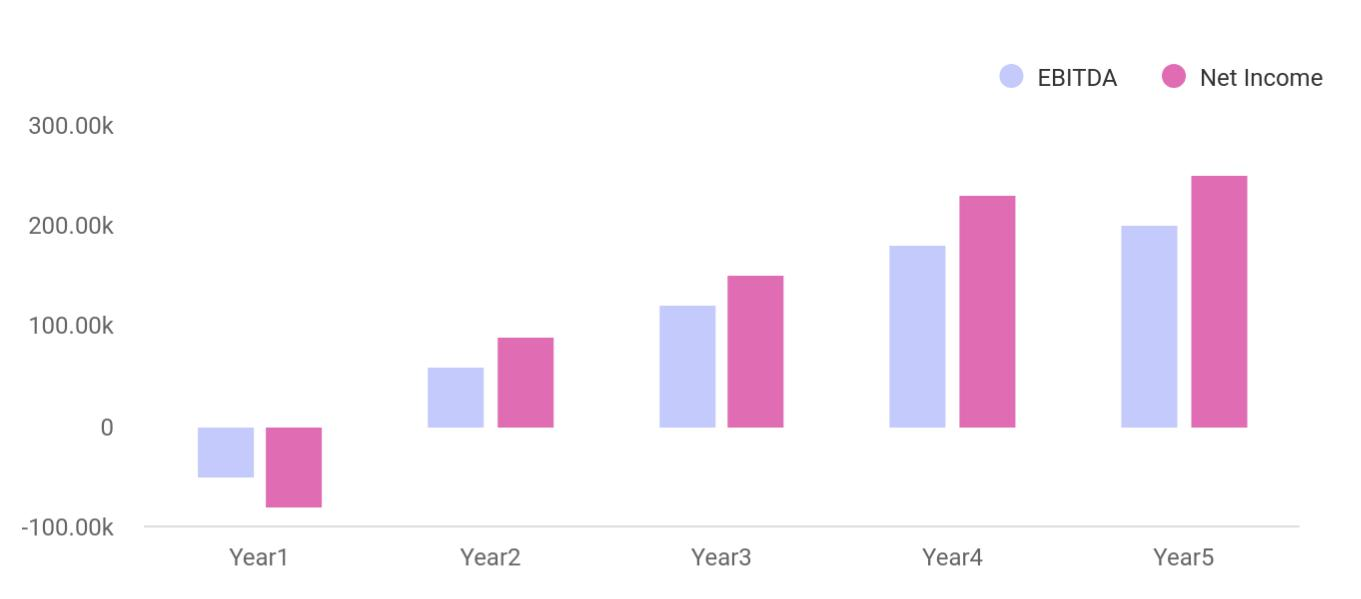 EBITDA Net Income
300.00k
200.00k
100.00k
0
-100.00k
Year1 Year2 Year3 Year4 Year5